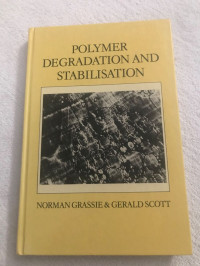 POLYMER
DEGRADATION AND
STABILISATION
NORMAN GRASSIE & GERALD SCOTT